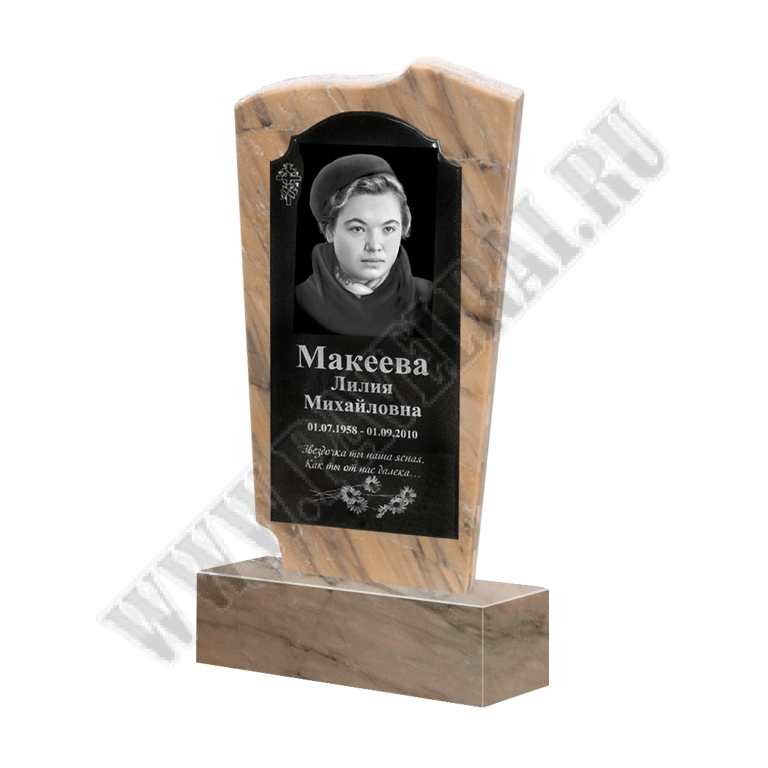 Макеева
Лилия
Михайловна
01.07.1958 - 01.09.2010
Звездочка ты наша ясная,
Как ты от нас далека...